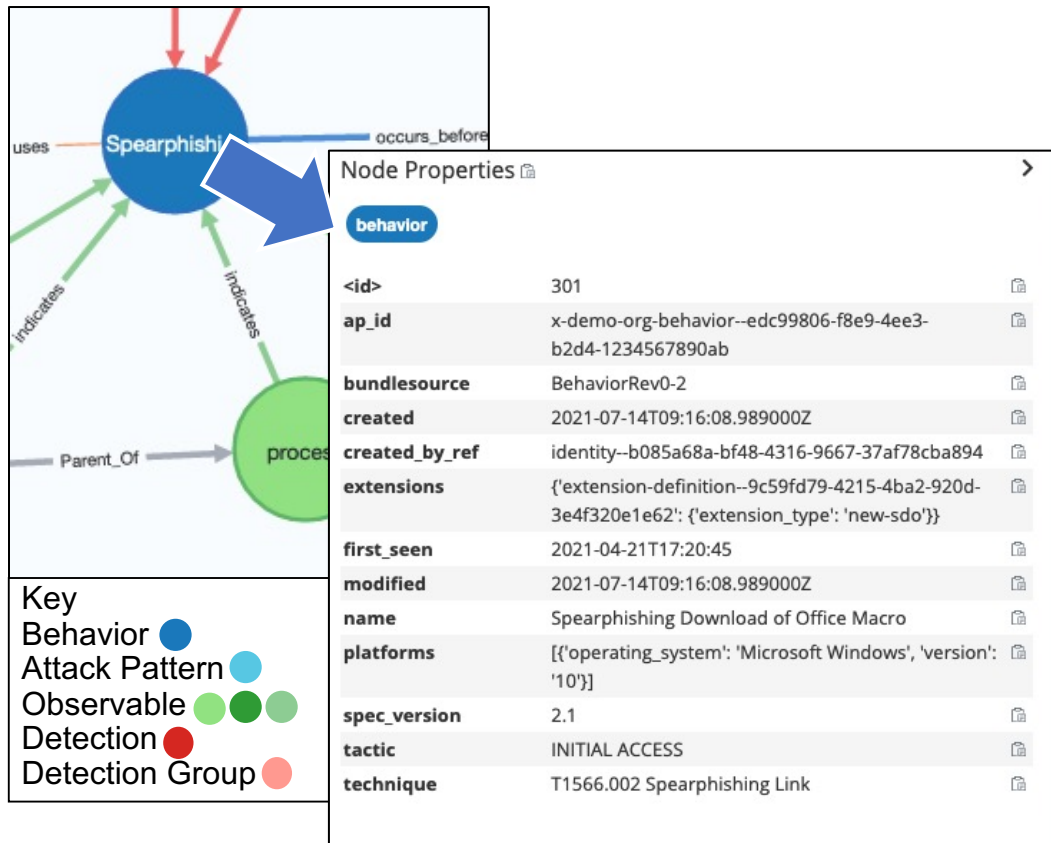 uses
Spearphishi
occurs_before
indicates
indicates
Parent_Of
proces
Key
Behavior
Attack Pattern
Observable
Detection
Detection Group
Node Properties
behavior
<id> 301
ap_id x-demo-org-behavior--edc99806-f8e9-4ee3-
b2d4-1234567890ab
bundlesource BehaviorRev0-2
created 2021-07-14T09:16:08.989000Z
created_by_ref identity--b085a68a-bf48-4316-9667-37af78cba894
extensions {'extension-definition--9c59fd79-4215-4ba2-920d-
3e4f320e1e62': {'extension_type': 'new-sdo'}}
first_seen 2021-04-21T17:20:45
modified 2021-07-14T09:16:08.989000Z
name Spearphishing Download of Office Macro
platforms [{'operating_system': 'Microsoft Windows', 'version':
'10'}]
spec_version 2.1
tactic INITIAL ACCESS
technique T1566.002 Spearphishing Link